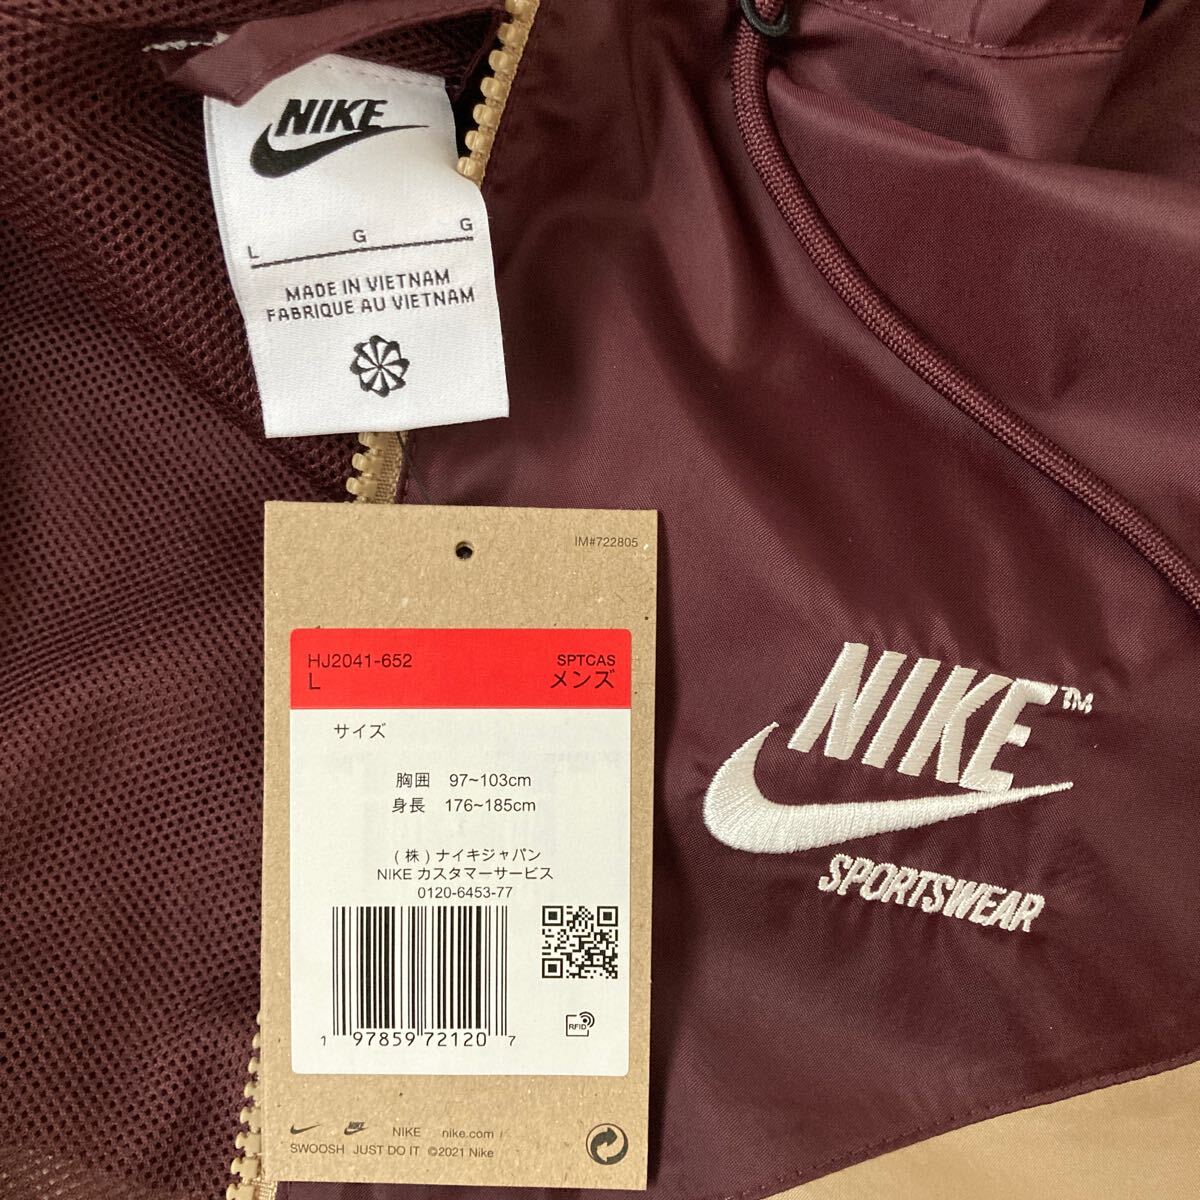 NIKE
L G G
MADE IN VIETNAM
FABRIQUE AU VIETNAM
IM#722805
HJ2041-652 SPTCAS
L メンズ
サイズ
胸囲 97~103cm
身長 176~185cm
(株)ナイキジャパン
NIKE カスタマーサービス
0120-6453-77
RFID
1 97859 72120 7
NIKE nike.com
SWOOSH JUST DO IT ©2021 Nike
NIKE™
SPORTSWEAR